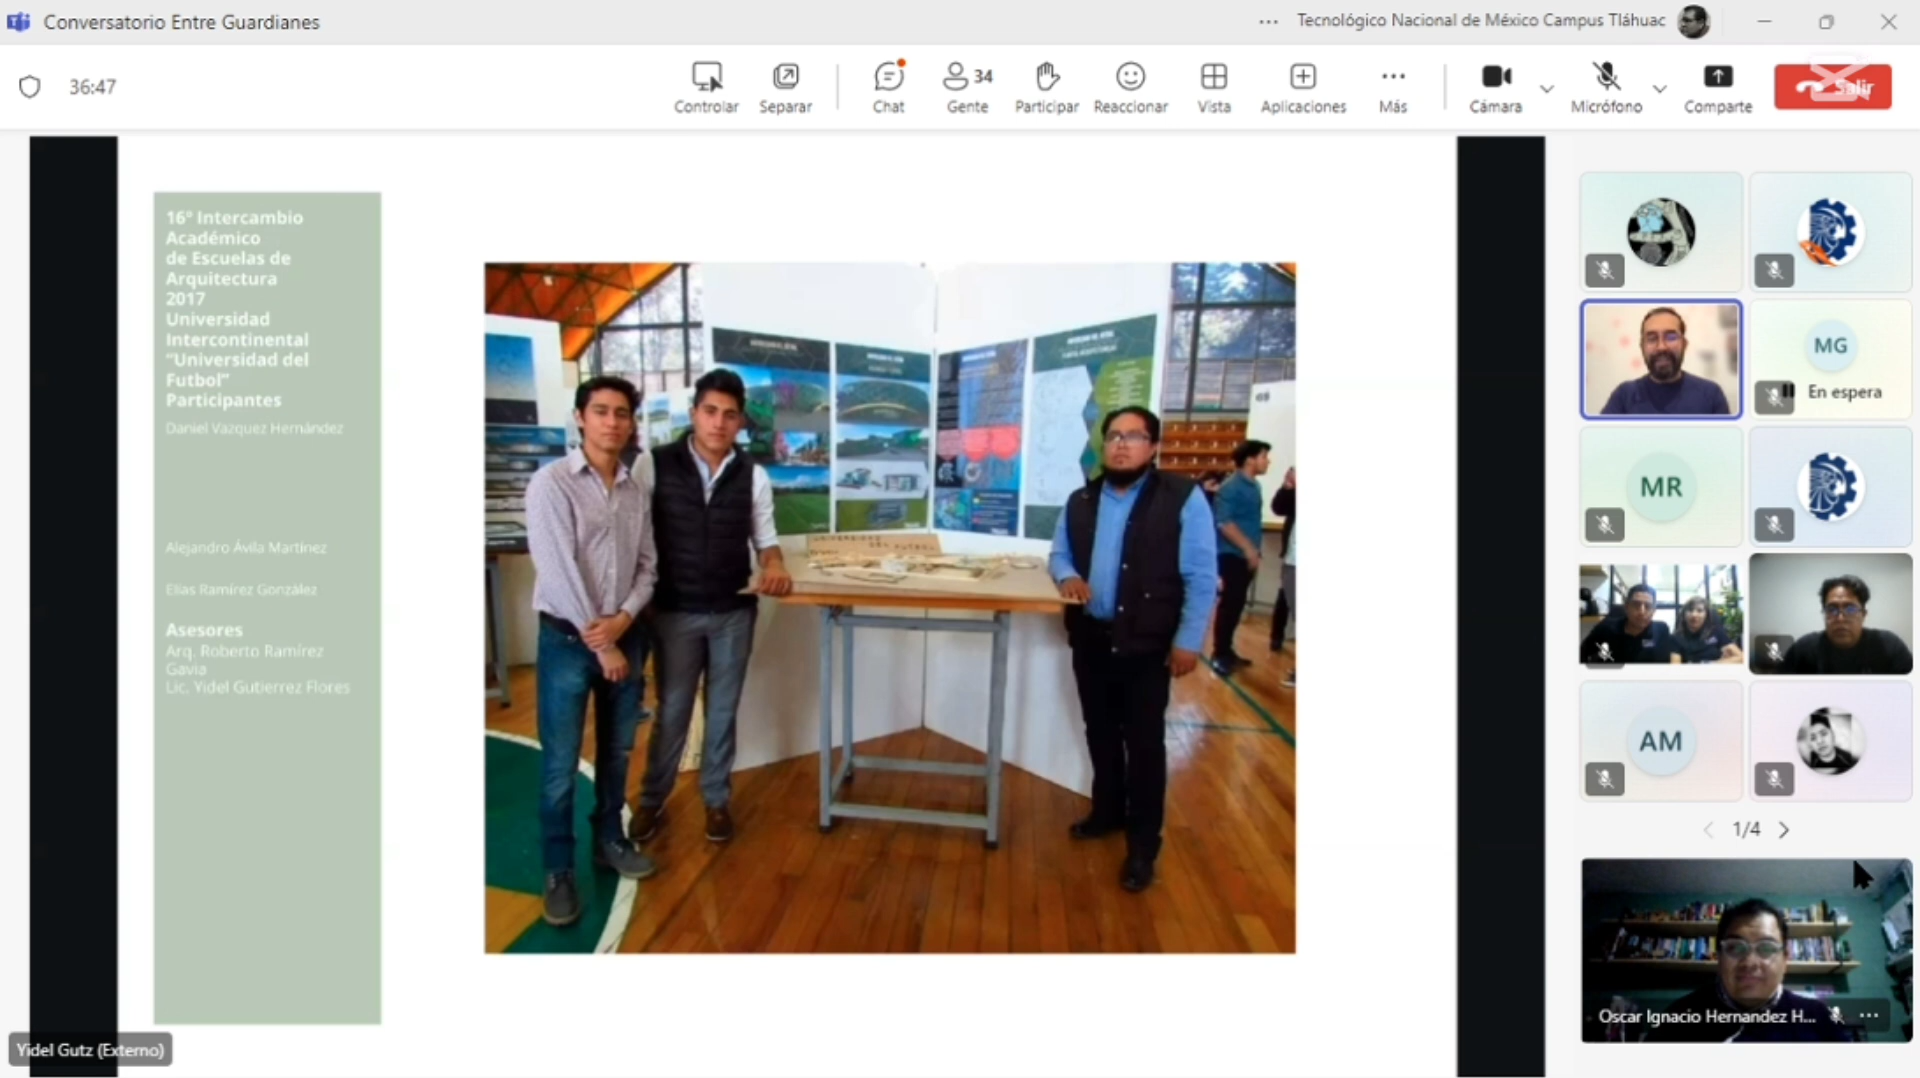 Conversatorio Entre Guardianes
Tecnológico Nacional de México Campus Tláhuac
36:47
Controlar
Separar
Chat
34
Gente
Participar
Reaccionar
Vista
Aplicaciones
Más
Cámara
Micrófono
Comparte
Salir
16º Intercambio
Académico
de Escuelas de
Arquitectura
2017
Universidad
Intercontinental
“Universidad del
Futbol”
Participantes
Daniel Vazquez Hernández
Alejandro Ávila Martínez
Elías Ramírez González
Asesores
Arq. Roberto Ramírez
Gavia
Lic. Yidel Gutierrez Flores
MG
En espera
MR
AM
1/4
Oscar Ignacio Hernandez H...
Yidel Gutz (Externo)